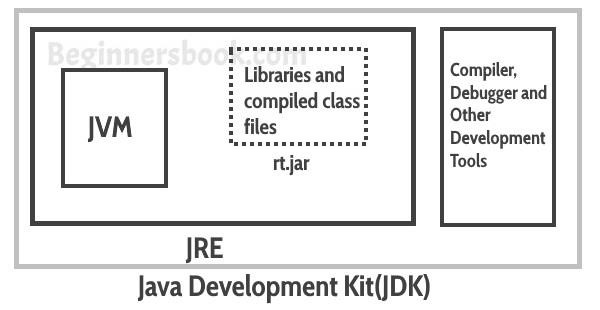 Beginnersbook.com
JVM
Libraries and
compiled class
files
rt.jar
Compiler,
Debugger and
Other
Development
Tools
JRE
Java Development Kit(JDK)